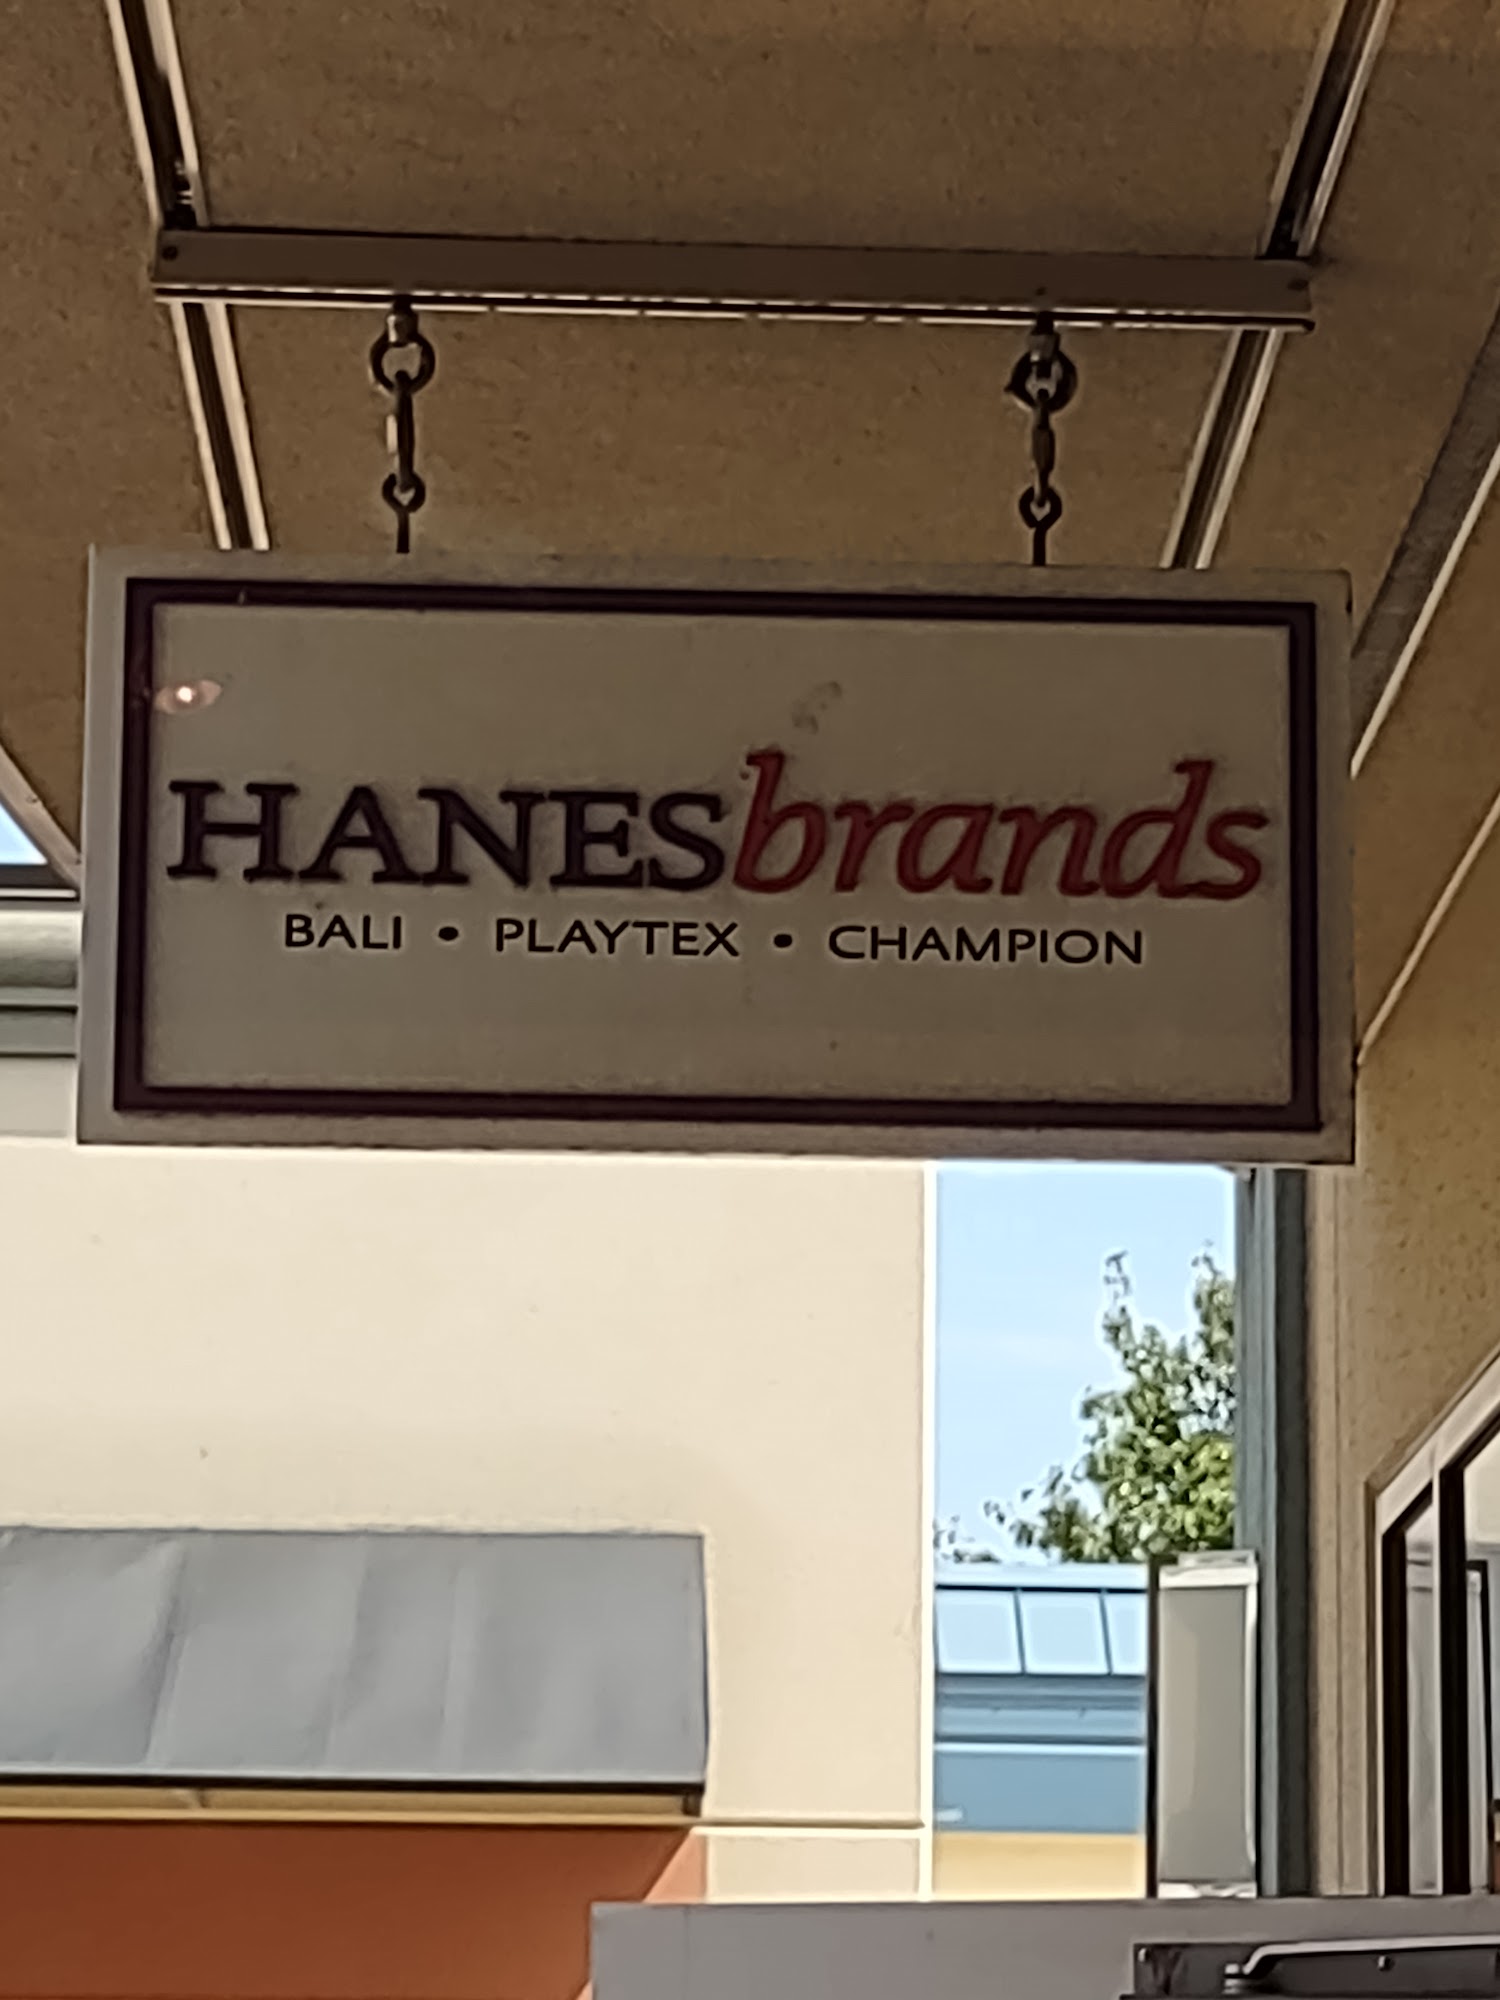 HANESbrands
BALI • PLAYTEX • CHAMPION